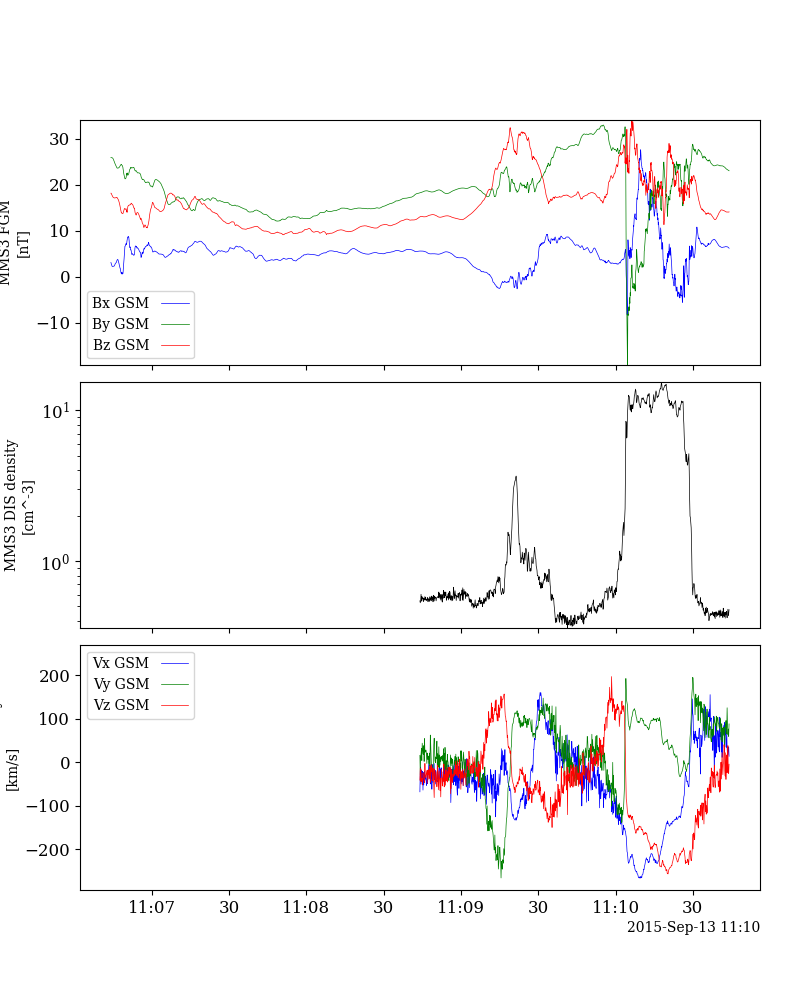 30
20
10
0
−10
MMS3 FGM
[nT]
Bx GSM
By GSM
Bz GSM
10^1
10^0
MMS3 DIS density
[cm^-3]
200
100
0
−100
−200
[km/s]
Vx GSM
Vy GSM
Vz GSM
11:07 30 11:08 30 11:09 30 11:10 30
2015-Sep-13 11:10